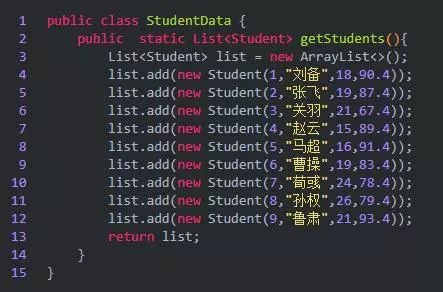 1 public class StudentData {
2 public  static List<Student> getStudents(){
3 List<Student> list = new ArrayList<>();
4 list.add(new Student(1,"刘备",18,90.4));
5 list.add(new Student(2,"张飞",19,87.4));
6 list.add(new Student(3,"关羽",21,67.4));
7 list.add(new Student(4,"赵云",15,89.4));
8 list.add(new Student(5,"马超",16,91.4));
9 list.add(new Student(6,"曹操",19,83.4));
10 list.add(new Student(7,"荀彧",24,78.4));
11 list.add(new Student(8,"孙权",26,79.4));
12 list.add(new Student(9,"鲁肃",21,93.4));
13 return list;
14 }
15 }